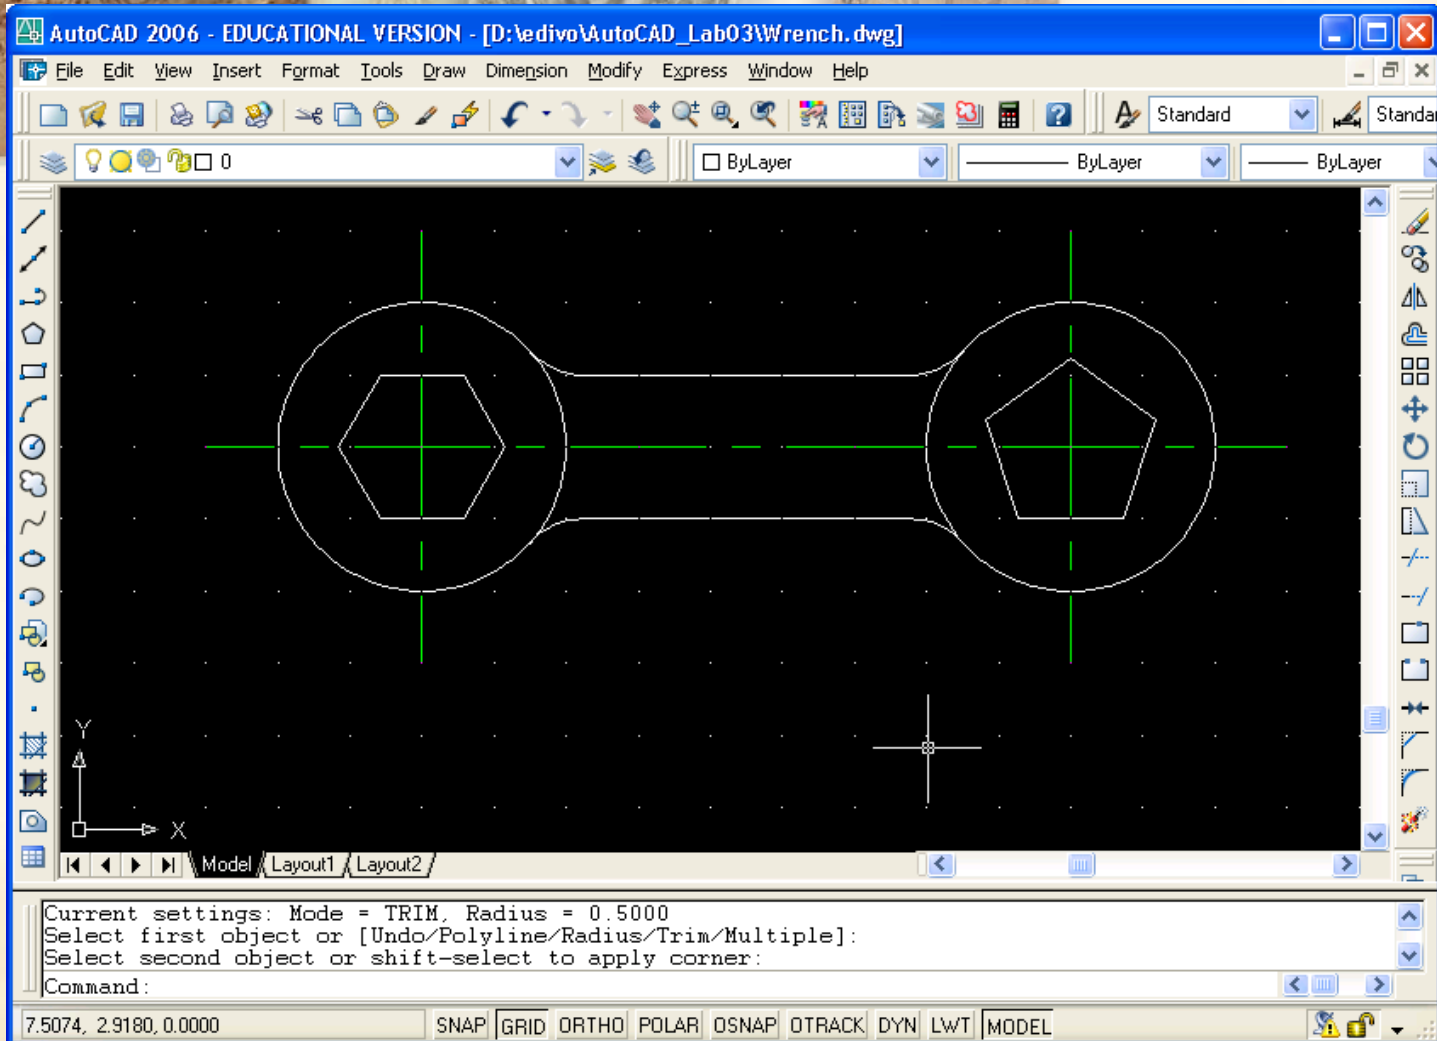 AutoCAD 2006 - EDUCATIONAL VERSION - [D:\edivo\AutoCAD_Lab03\Wrench.dwg]
File Edit View Insert Format Tools Draw Dimension Modify Express Window Help
Standard Standar
0 ByLayer ByLayer ByLayer
Y
X
Model Layout1 Layout2
Current settings: Mode = TRIM, Radius = 0.5000
Select first object or [Undo/Polyline/Radius/Trim/Multiple]:
Select second object or shift-select to apply corner:
Command:
7.5074, 2.9180, 0.0000 SNAP GRID ORTHO POLAR OSNAP OTRACK DYN LWT MODEL